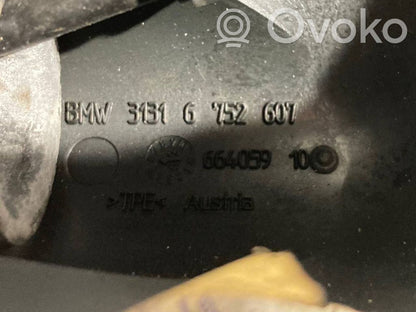 Ovoko
BMW 3131 6 752 607
664059 10
>TPE< Austria